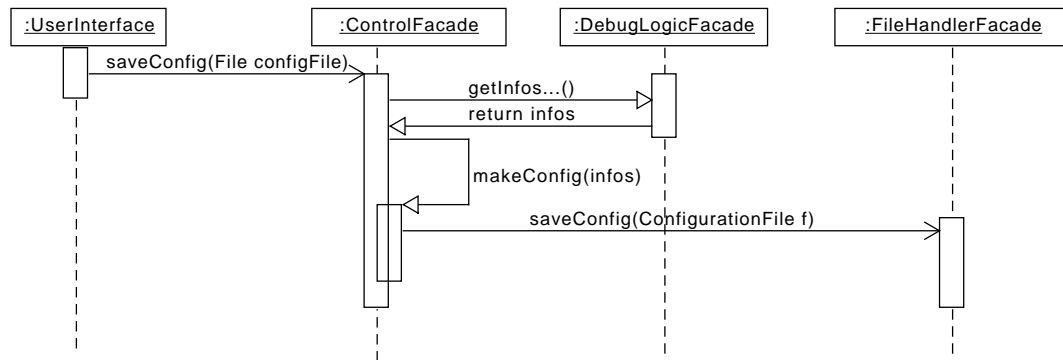 :UserInterface
:ControlFacade
:DebugLogicFacade
:FileHandlerFacade
saveConfig(File configFile)
getInfos...()
return infos
makeConfig(infos)
saveConfig(ConfigurationFile f)